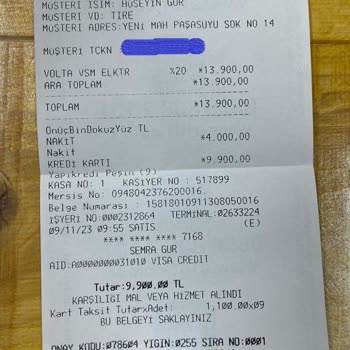 MÜŞTERİ İSİM: HÜSEYİN GÜR
MÜŞTERİ VD: TİRE
MÜŞTERİ ADRES:YENİ MAH PAŞASUYU SOK NO 14
MÜŞTERİ TCKN
VOLTA VSM ELKTR %20 *13.900,00
ARA TOPLAM *13.900,00
TOPLAM *13.900,00
OnüçBinDokuzYüz TL
NAKİT *4.000,00
Nakit
KREDİ KARTI *9.900,00
Yapıkredi Peşin (9)
KASA NO: 1 KASİYER NO : 517899
Mersis No: 0948042376200016.
Belge Numarası : 15818010911308050016
İŞYERİ NO:0002312864 TERMİNAL:02633224
09/11/23 09:55 SATIS (E)
**** **** **** 7168
SEMRA GUR
AID:A0000000031010 VISA CREDIT
Tutar:9,900.00 TL
KARŞILIĞI MAL VEYA HİZMET ALINDI
Kart Taksit TutarxAdet: 1,100.00x09
BU BELGEYİ SAKLAYINIZ
ONAY KODU:078604 YIGIN:0255 SIRA NO:0001